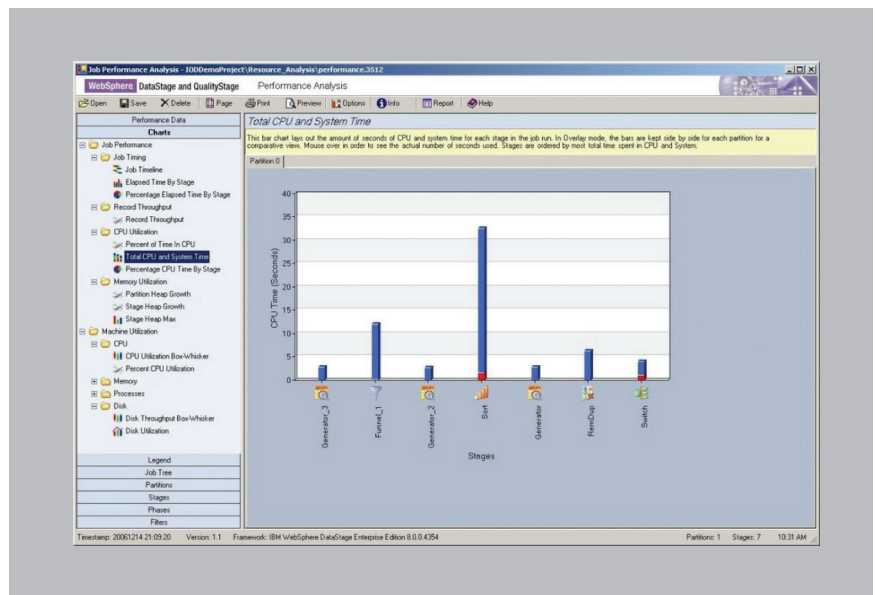 Job Performance Analysis - IODDemoProject\Resource_Analysis\performance.3512
WebSphere DataStage and QualityStage Performance Analysis
Open Save Delete Page Print Preview Options Info Report Help
Performance Data
Charts
Job Performance
Job Timing
Job Timeline
Elapsed Time By Stage
Percentage Elapsed Time By Stage
Record Throughput
Record Throughput
CPU Utilization
Percent of Time In CPU
Total CPU and System Time
Percentage CPU Time By Stage
Memory Utilization
Partition Heap Growth
Stage Heap Growth
Stage Heap Max
Machine Utilization
CPU
CPU Utilization Box-Whisker
Percent CPU Utilization
Memory
Processes
Disk
Disk Throughput Box-Whisker
Disk Utilization
Legend
Job Tree
Partitions
Stages
Phases
Filters
Total CPU and System Time
This bar chart lays out the amount of seconds of CPU and system time for each stage in the job run. In Overlay mode, the bars are kept side by side for each partition for a
comparative view. Mouse over in order to see the actual number of seconds used. Stages are ordered by most total time spent in CPU and System.
Partition 0
CPU Time (Seconds)
40
35
30
25
20
15
10
5
0
Generator_3
Funnel_1
Generator_2
Sort
Generator
RemDup
Switch
Stages
Timestamp: 20061214 21:09:20 Version: 1.1 Framework: IBM WebSphere DataStage Enterprise Edition 8.0.0.4354 Partitions: 1 Stages: 7 10:31 AM